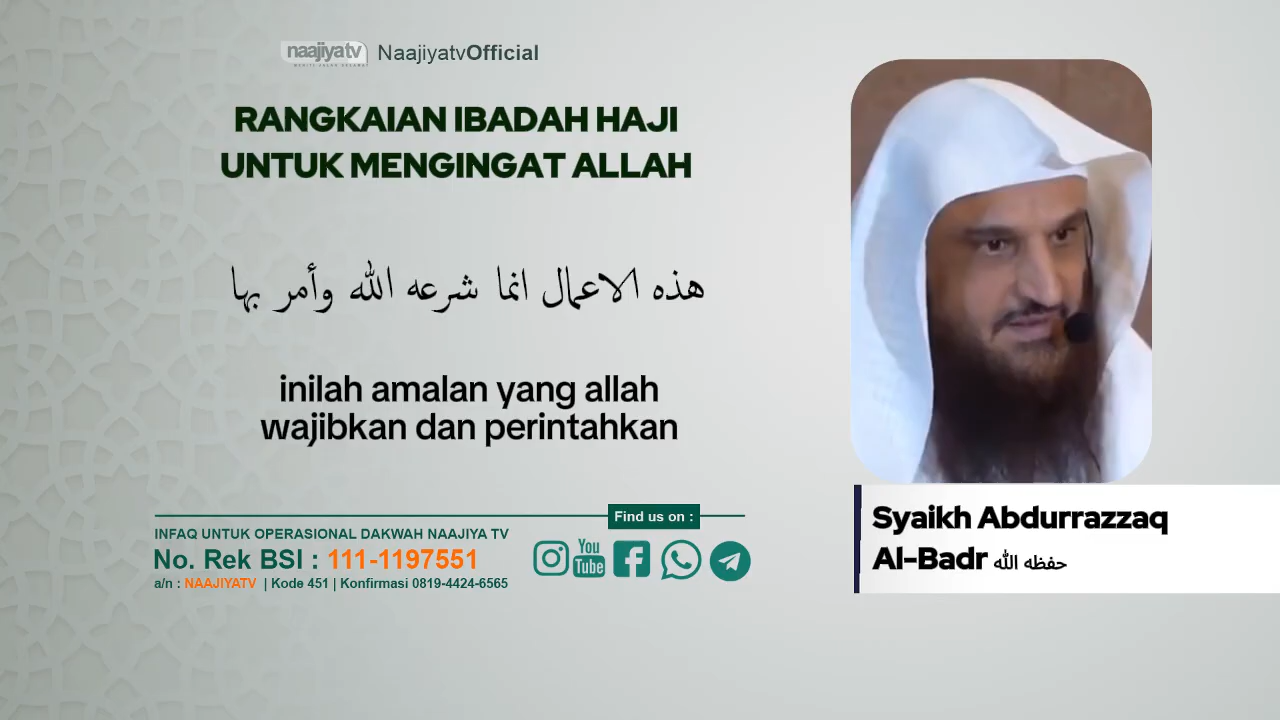 naajiyatv
NaajiyatvOfficial
RANGKAIAN IBADAH HAJI
UNTUK MENGINGAT ALLAH
هذه الاعمال انما شرعه الله وأمر بها
inilah amalan yang allah
wajibkan dan perintahkan
Find us on :
INFAQ UNTUK OPERASIONAL DAKWAH NAAJIYA TV
No. Rek BSI : 111-1197551
a/n : NAAJIYATV | Kode 451 | Konfirmasi 0819-4424-6565
You
Tube
Syaikh Abdurrazzaq
Al-Badr حفظه الله